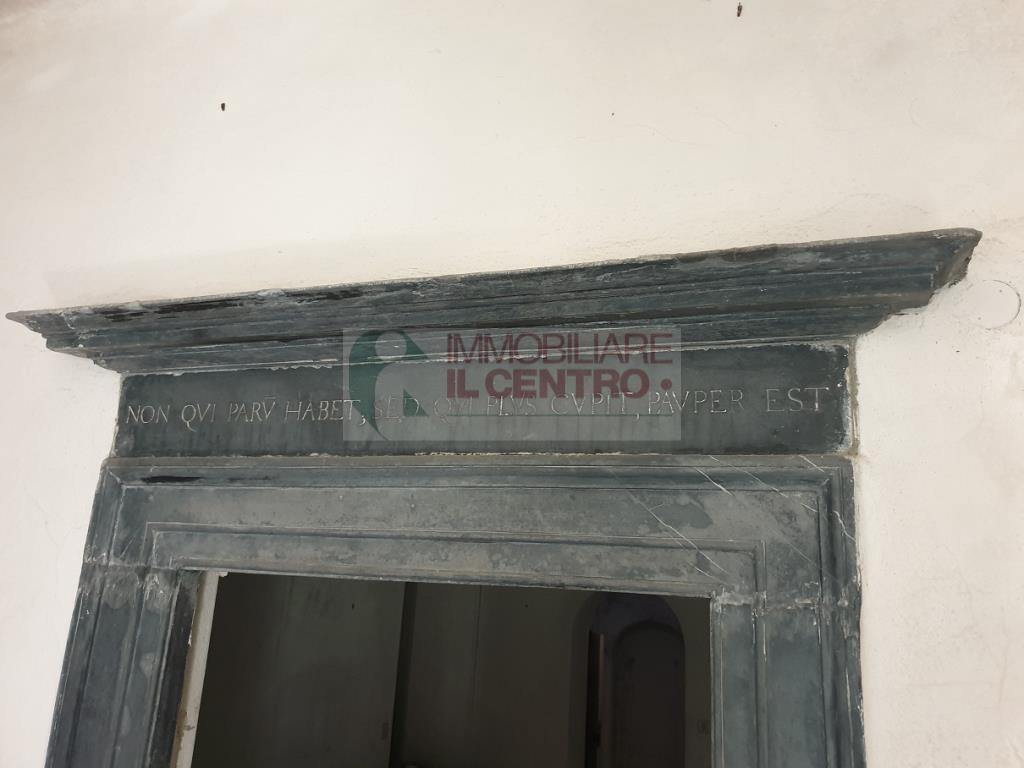 IMMOBILIARE
IL CENTRO
NON QVI PARV̄ HABET, SED QVI PLVS CVPIT, PAVPER EST